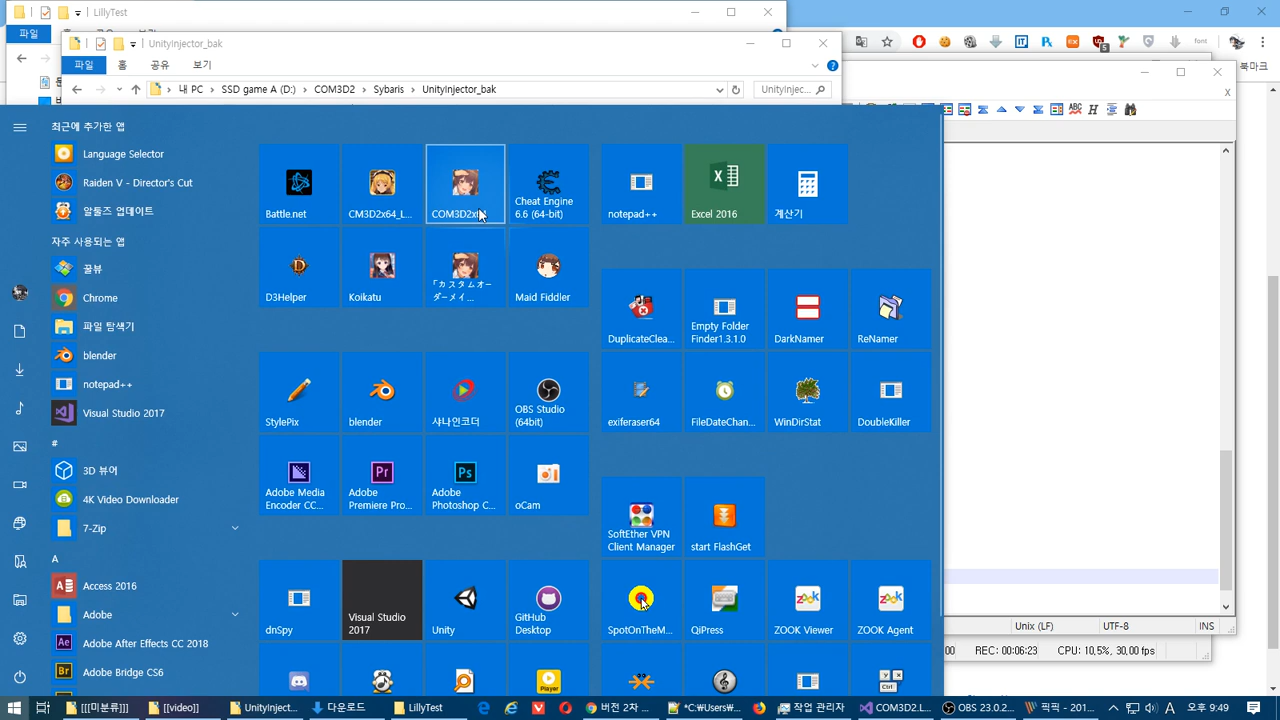 LillyTest
파일
UnityInjector_bak
파일 홈 공유 보기
내 PC > SSD game A (D:) > COM3D2 > Sybaris > UnityInjector_bak
UnityInjec...
북마크
최근에 추가한 앱
Language Selector
Raiden V - Director's Cut
알툴즈 업데이트
자주 사용되는 앱
꿀뷰
Chrome
파일 탐색기
blender
notepad++
Visual Studio 2017
#
3D 뷰어
4K Video Downloader
7-Zip
A
Access 2016
Adobe
Adobe After Effects CC 2018
Adobe Bridge CS6
Battle.net
CM3D2x64_L...
Cheat Engine 6.6 (64-bit)
notepad++
Excel 2016
계산기
D3Helper
Koikatu
「カスタムオーダーメイ...
Maid Fiddler
DuplicateClea...
Empty Folder Finder1.3.1.0
DarkNamer
ReNamer
StylePix
blender
샤나인코더
OBS Studio (64bit)
exiferaser64
FileDateChan...
WinDirStat
DoubleKiller
Adobe Media Encoder CC...
Adobe Premiere Pro...
Adobe Photoshop C...
oCam
SoftEther VPN Client Manager
start FlashGet
dnSpy
Visual Studio 2017
Unity
GitHub Desktop
SpotOnTheM...
QiPress
ZOOK Viewer
ZOOK Agent
Player
Unix (LF) UTF-8 INS
REC: 00:06:23 CPU: 10,5%, 30,00 fps
[[[미분류]]] [[video]] UnityInject... 다운로드 LillyTest 버전 2차 ... *C:₩Users₩... 작업 관리자 COM3D2.L... OBS 23.0.2... 픽픽 - 201... A 오후 9:49